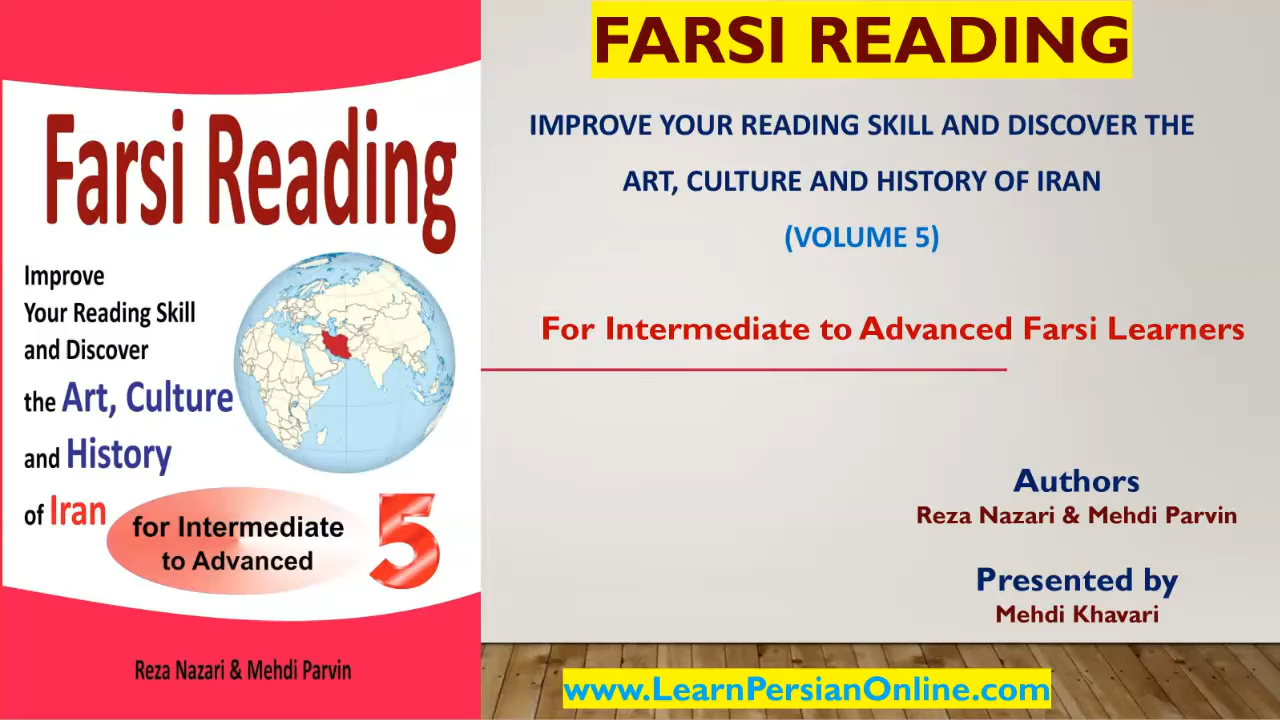 Farsi Reading
Improve
Your Reading Skill
and Discover
the Art, Culture
and History
of Iran
for Intermediate
to Advanced
5
Reza Nazari & Mehdi Parvin
FARSI READING
IMPROVE YOUR READING SKILL AND DISCOVER THE
ART, CULTURE AND HISTORY OF IRAN
(VOLUME 5)
For Intermediate to Advanced Farsi Learners
Authors
Reza Nazari & Mehdi Parvin
Presented by
Mehdi Khavari
www.LearnPersianOnline.com